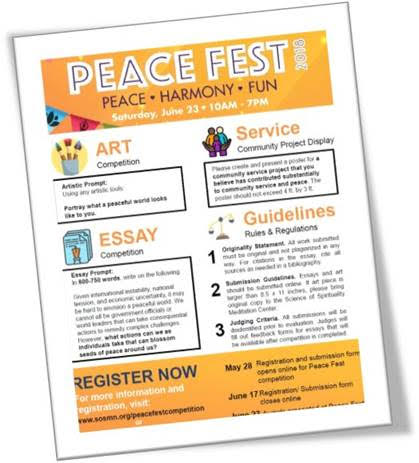 PEACE FEST
2018
PEACE • HARMONY • FUN
Saturday, June 23 • 10AM - 7PM
ART
Competition
Artistic Prompt:
Using any artistic tools:
Portray what a peaceful world looks
like to you.
ESSAY
Competition
Essay Prompt:
In 600-750 words, write on the following
Given international instability, national
tension, and economic uncertainty, it may
be hard to envision a peaceful world. We
cannot all be government officials or
world leaders that can take consequential
actions to remedy complex challenges.
However, what actions can we as
individuals take that can blossom
seeds of peace around us?
Service
Community Project Display
Please create and present a poster for a
community service project that you
believe has contributed substantially
to community service and peace. The
poster should not exceed 4 ft. by 3 ft.
Guidelines
Rules & Regulations
1 Originality Statement. All work submitted
must be original and not plagiarized in any
way. For citations in the essay, cite all
sources as needed in a bibliography.
2 Submission Guidelines. Essays and art
should be submitted online. If art piece is
larger than 8.5 x 11 inches, please bring
original copy to the Science of Spirituality
Meditation Center.
3 Judging Criteria. All submissions will be
deidentified prior to evaluation. Judges will
fill out feedback forms for essays that will
be available after competition is completed.
REGISTER NOW
For more information and
registration, visit:
www.sosmn.org/peacefestcompetition
or
May 28 Registration and submission form
opens online for Peace Fest
competition
June 17 Registration/ Submission form
closes online